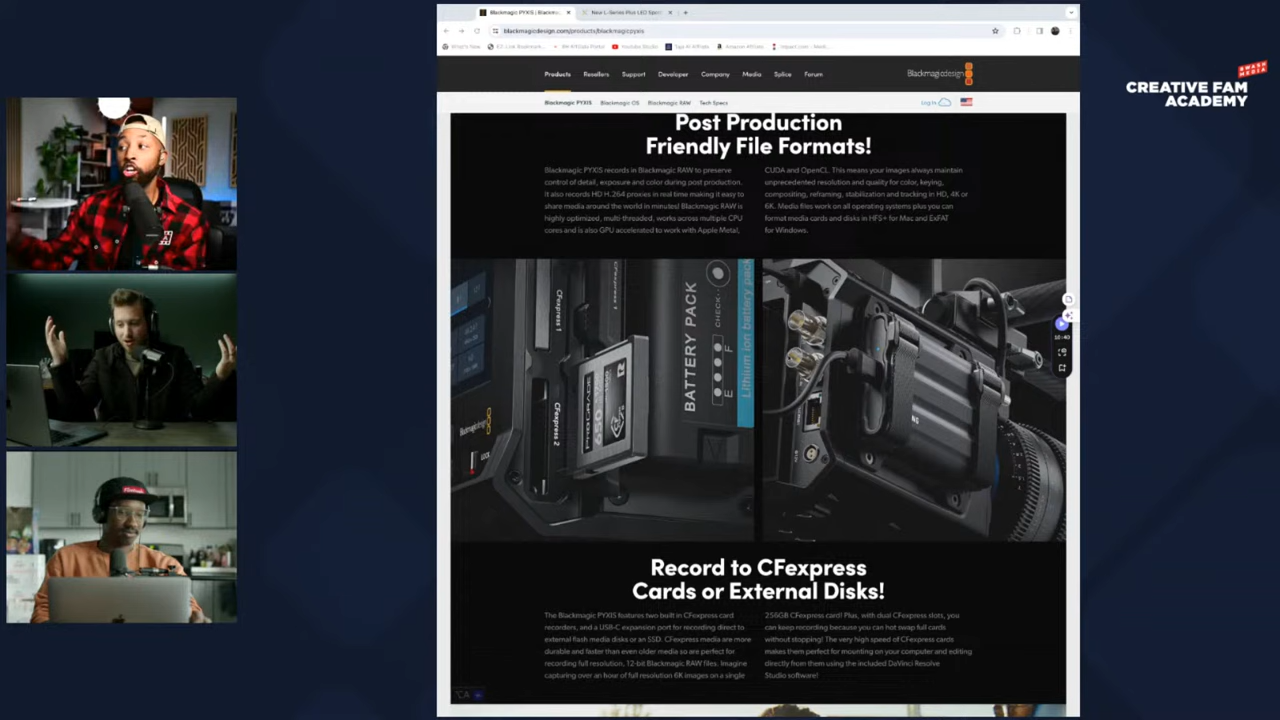 Blackmagic PYXIS | Blackma...
New L-Series Plus LED
blackmagicdesign.com/products/blackmagicpyxis
What's New
BH Affiliate Portal
YouTube Studio
Amazon Affiliate
Products
Resellers
Support
Developer
Company
Media
Splice
Forum
Blackmagicdesign
SWASH MEDIA
CREATIVE FAM
ACADEMY
Blackmagic PYXIS
Blackmagic OS
Blackmagic RAW
Tech Specs
Log In
Post Production
Friendly File Formats!
Blackmagic PYXIS records in Blackmagic RAW to preserve
control of detail, exposure and color during post production.
It also records HD H.264 proxies in real time making it easy to
share media around the world in minutes! Blackmagic RAW is
highly optimized, multi-threaded, works across multiple CPU
cores and is also GPU accelerated to work with Apple Metal,
CUDA and OpenCL. This means your images always maintain
unprecedented resolution and quality for color, keying,
compositing, reframing, stabilization and tracking in HD, 4K or
6K. Media files work on all operating systems plus you can
format media cards and disks in HFS+ for Mac and ExFAT
for Windows.
CFexpress 1
CFexpress 2
PROGRADE
650
Blackmagicdesign
BATTERY PACK
CHECK
E F
Lithium ion battery pack
10:40
Record to CFexpress
Cards or External Disks!
The Blackmagic PYXIS features two built in CFexpress card
recorders, and a USB-C expansion port for recording direct to
external flash media disks or an SSD. CFexpress media are more
durable and faster than even older media so are perfect for
recording full resolution, 12-bit Blackmagic RAW files. Imagine
capturing over an hour of full resolution 6K images on a single
256GB CFexpress card! Plus, with dual CFexpress slots, you
can keep recording because you can hot swap full cards
without stopping! The very high speed of CFexpress cards
makes them perfect for mounting on your computer and editing
directly from them using the included DaVinci Resolve
Studio software!